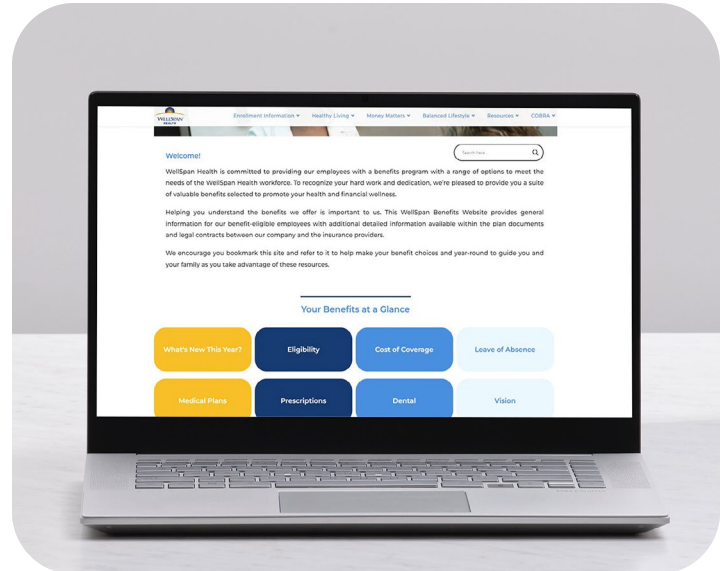 WELLSPAN
HEALTH
Enrollment Information Healthy Living Money Matters Balanced Lifestyle Resources COBRA
Search here...
Welcome!
WellSpan Health is committed to providing our employees with a benefits program with a range of options to meet the
needs of the WellSpan Health workforce. To recognize your hard work and dedication, we're pleased to provide you a suite
of valuable benefits selected to promote your health and financial wellness.
Helping you understand the benefits we offer is important to us. This WellSpan Benefits Website provides general
information for our benefit-eligible employees with additional detailed information available within the plan documents
and legal contracts between our company and the insurance providers.
We encourage you bookmark this site and refer to it to help make your benefit choices and year-round to guide you and
your family as you take advantage of these resources.
Your Benefits at a Glance
What's New This Year? Eligibility Cost of Coverage Leave of Absence
Medical Plans Prescriptions Dental Vision